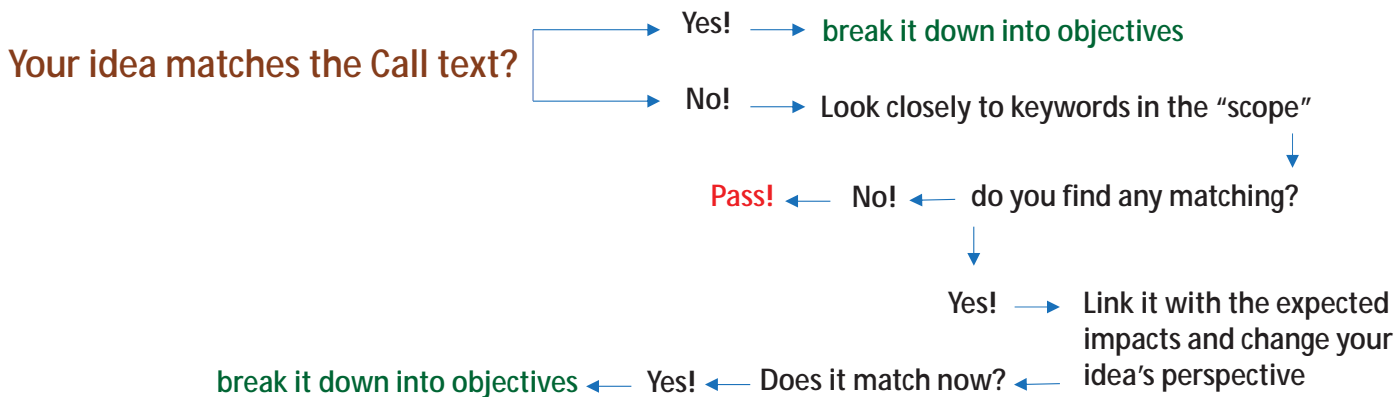 Yes!
break it down into objectives
Your idea matches the Call text?
No!
Look closely to keywords in the “scope”
Pass!
No!
do you find any matching?
Yes!
Link it with the expected
impacts and change your
idea’s perspective
break it down into objectives
Yes!
Does it match now?